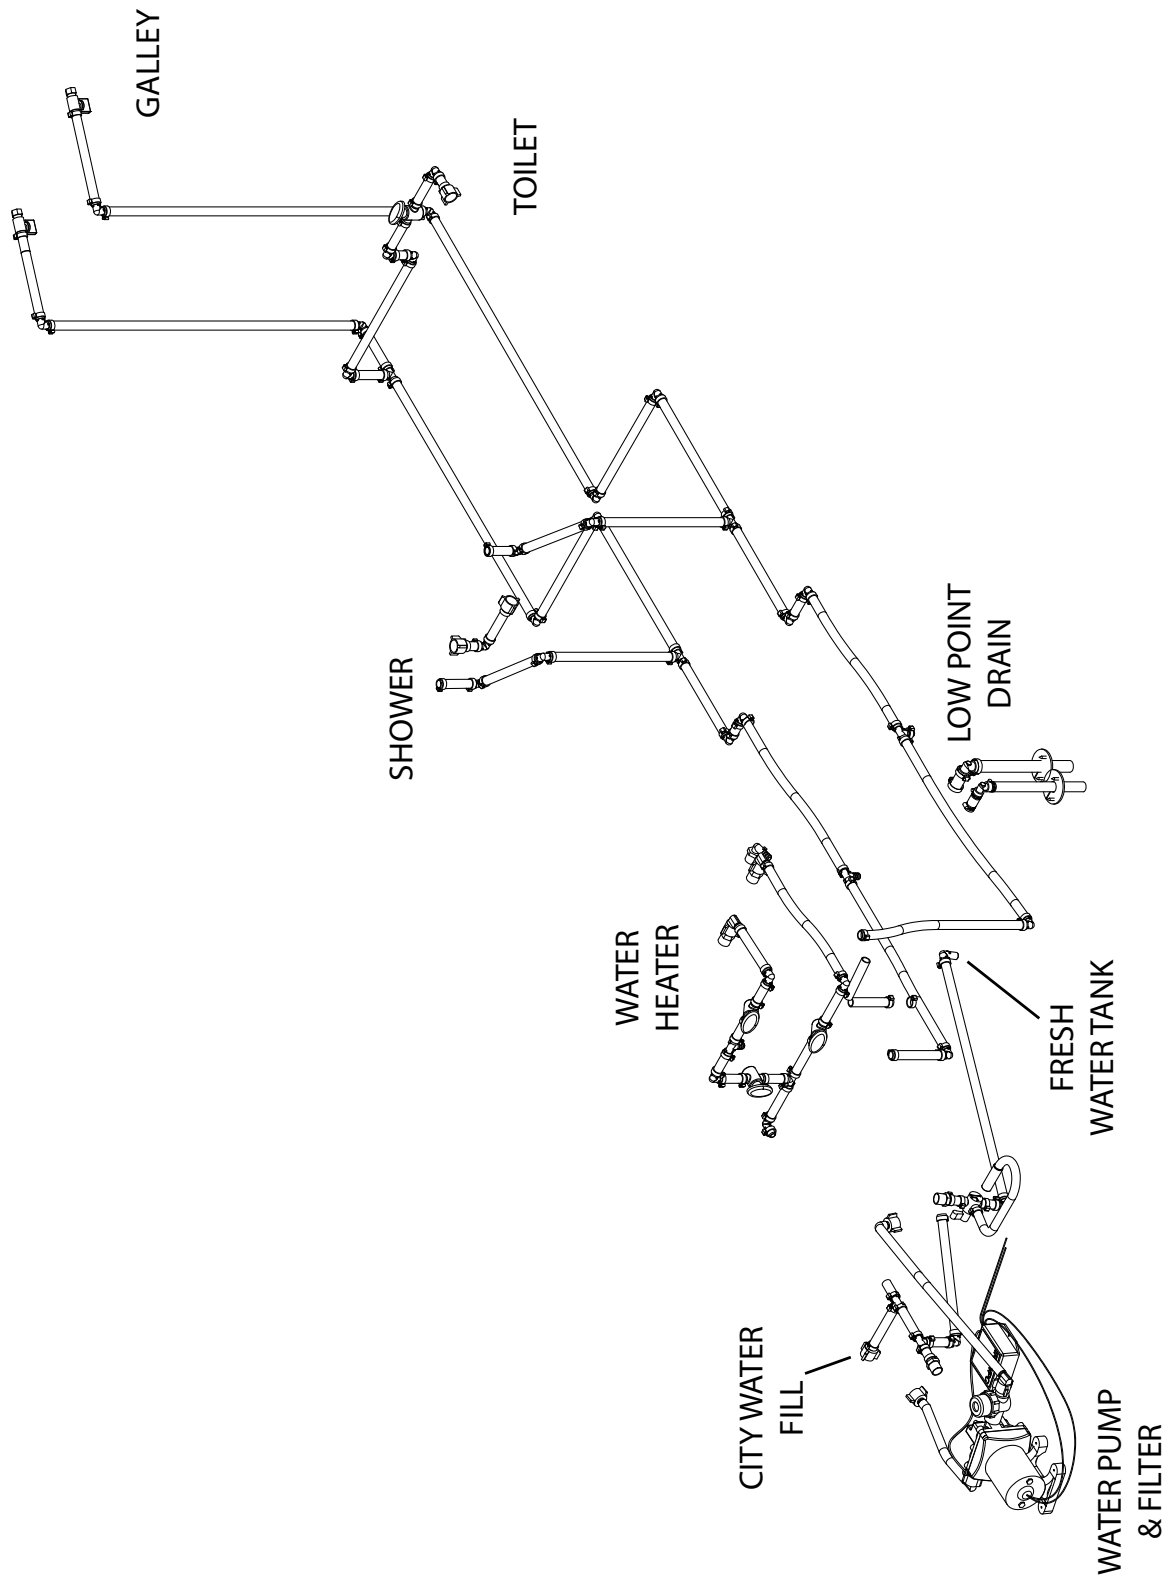 GALLEY
TOILET
SHOWER
LOW POINT
DRAIN
WATER
HEATER
FRESH
WATER TANK
CITY WATER
FILL
WATER PUMP
& FILTER